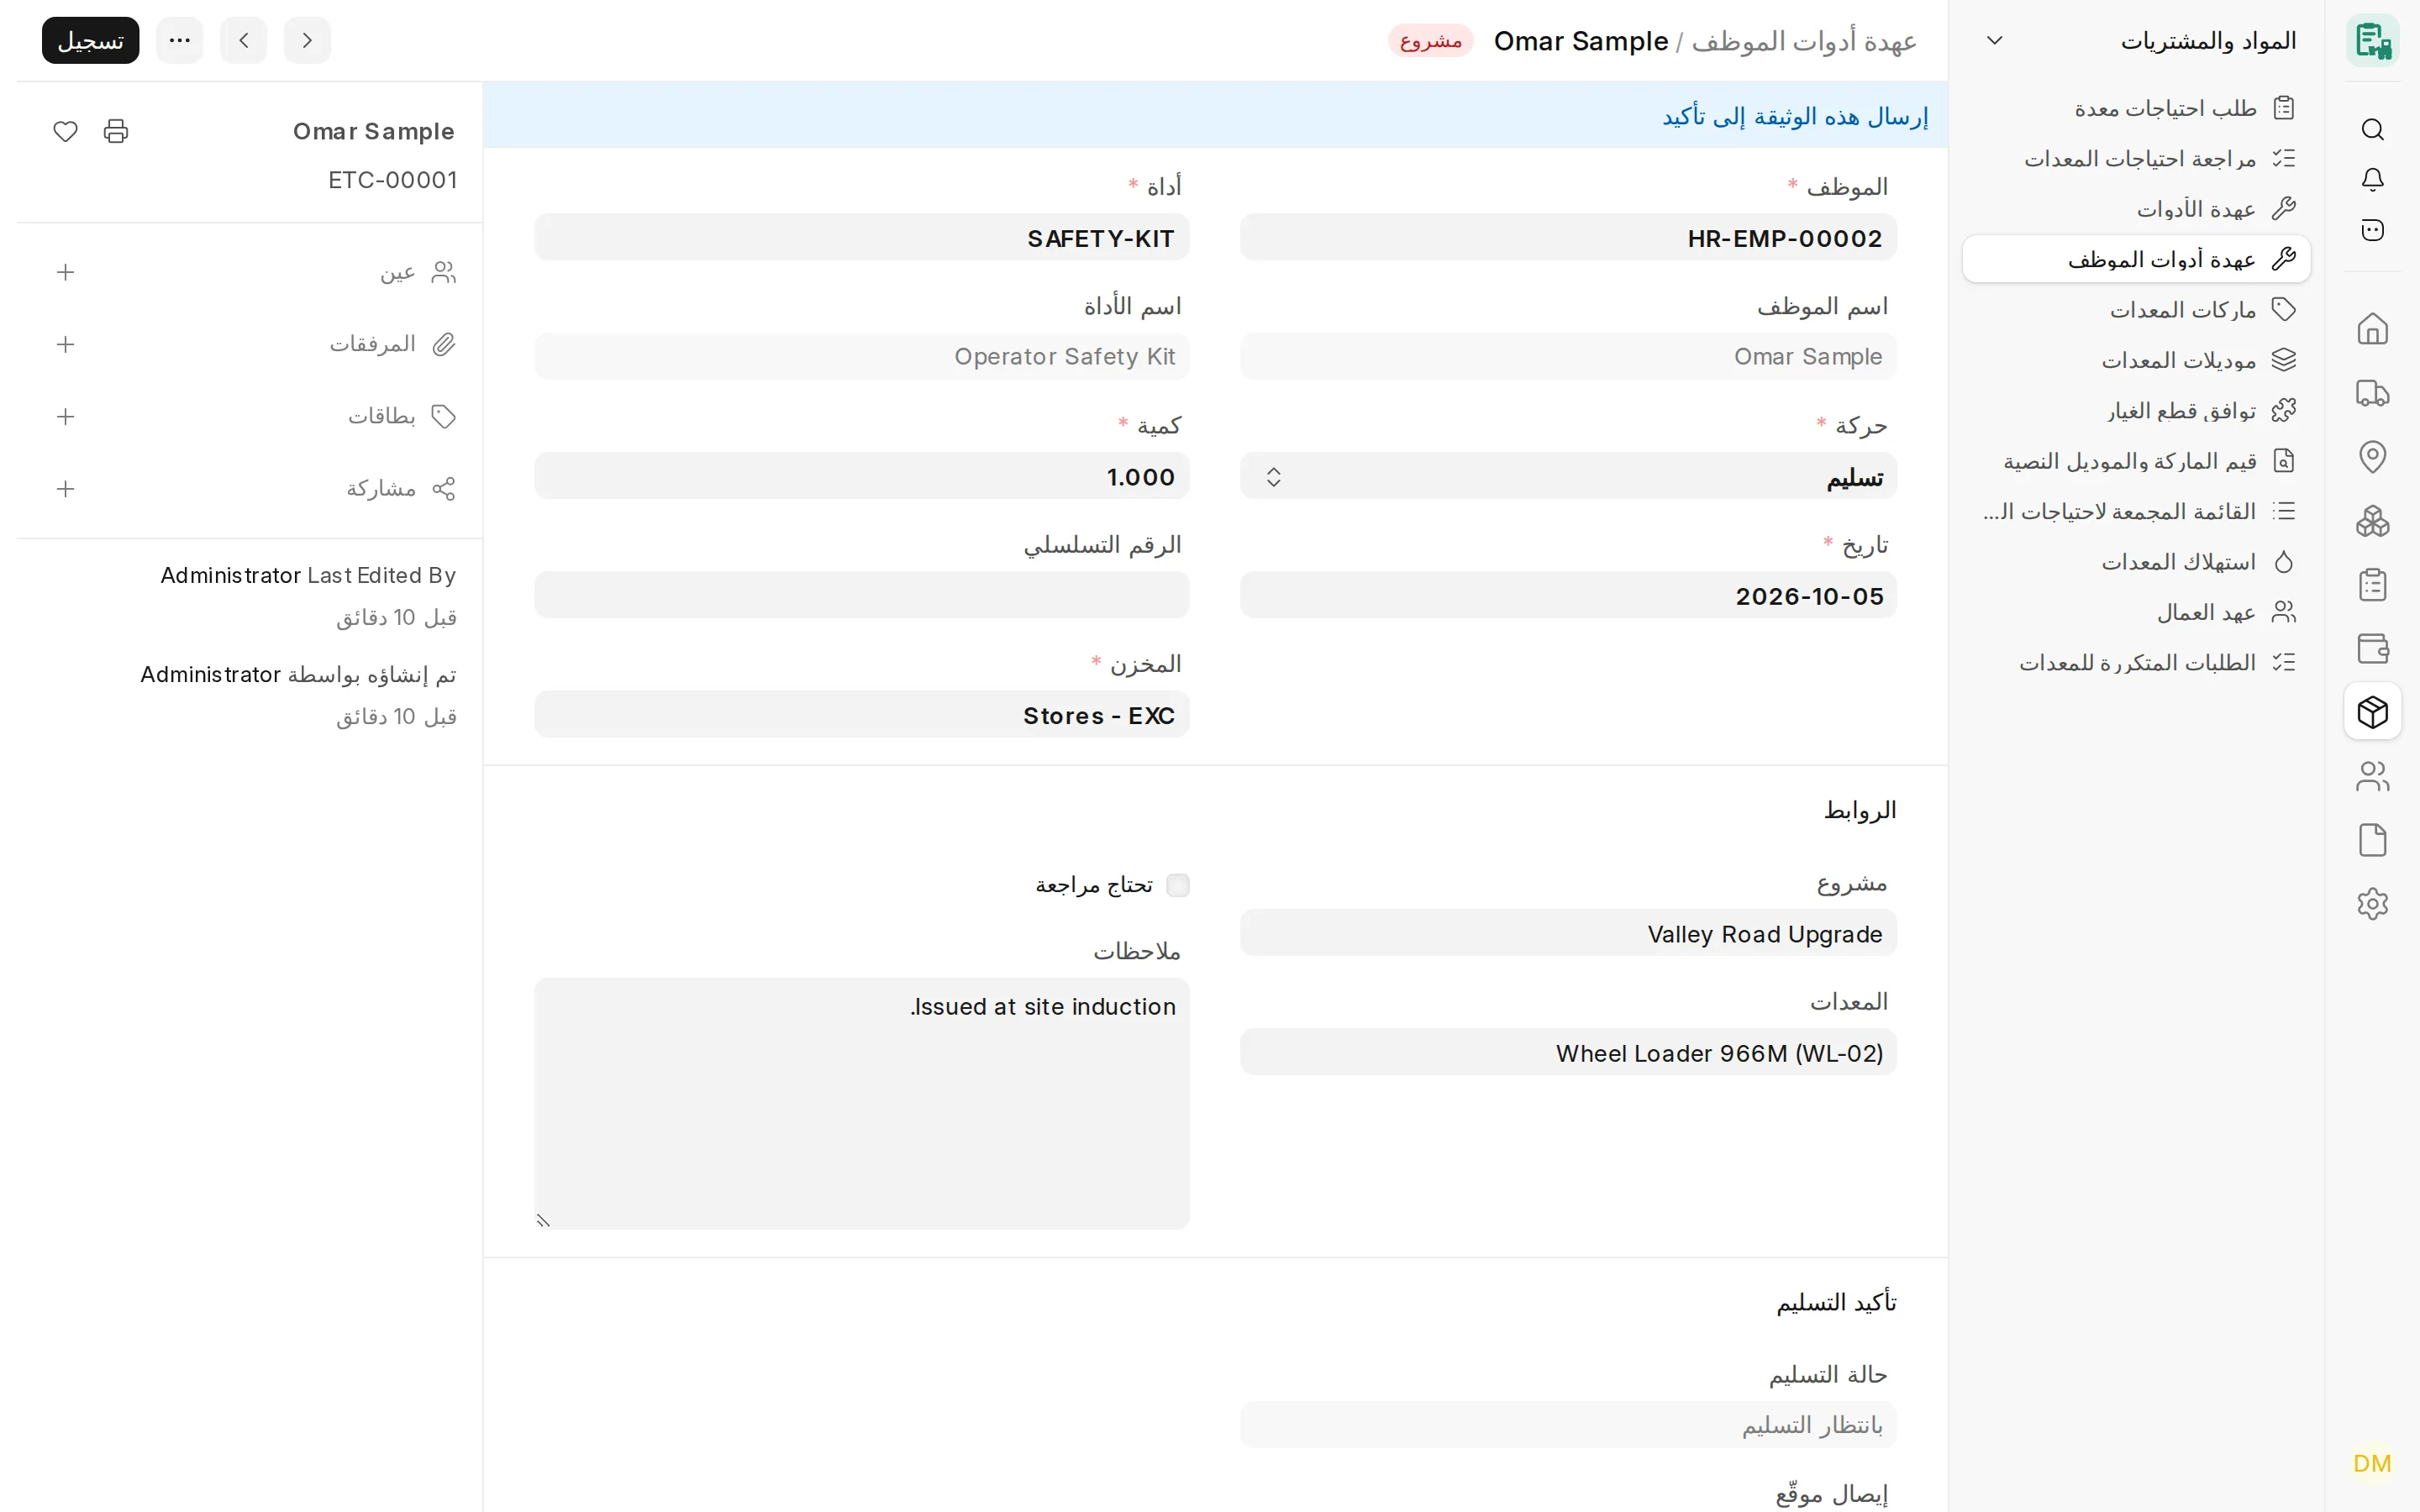 المواد والمشتريات
طلب احتياجات معدة
مراجعة احتياجات المعدات
عهدة الأدوات
عهدة أدوات الموظف
ماركات المعدات
موديلات المعدات
توافق قطع الغيار
قيم الماركة والموديل النصية
القائمة المجمعة لاحتياجات الـ...
استهلاك المعدات
عهد العمال
الطلبات المتكررة للمعدات
DM
عهدة أدوات الموظف / Omar Sample
مشروع
تسجيل
إرسال هذه الوثيقة إلى تأكيد
الموظف *
HR-EMP-00002
اسم الموظف
Omar Sample
حركة *
تسليم
تاريخ *
2026-10-05
أداة *
SAFETY-KIT
اسم الأداة
Operator Safety Kit
كمية *
1.000
الرقم التسلسلي
المخزن *
Stores - EXC
الروابط
مشروع
Valley Road Upgrade
المعدات
Wheel Loader 966M (WL-02)
تحتاج مراجعة
ملاحظات
Issued at site induction.
تأكيد التسليم
حالة التسليم
بانتظار التسليم
إيصال موقّع
Omar Sample
ETC-00001
عين
المرفقات
بطاقات
مشاركة
Administrator Last Edited By
قبل 10 دقائق
تم إنشاؤه بواسطة Administrator
قبل 10 دقائق